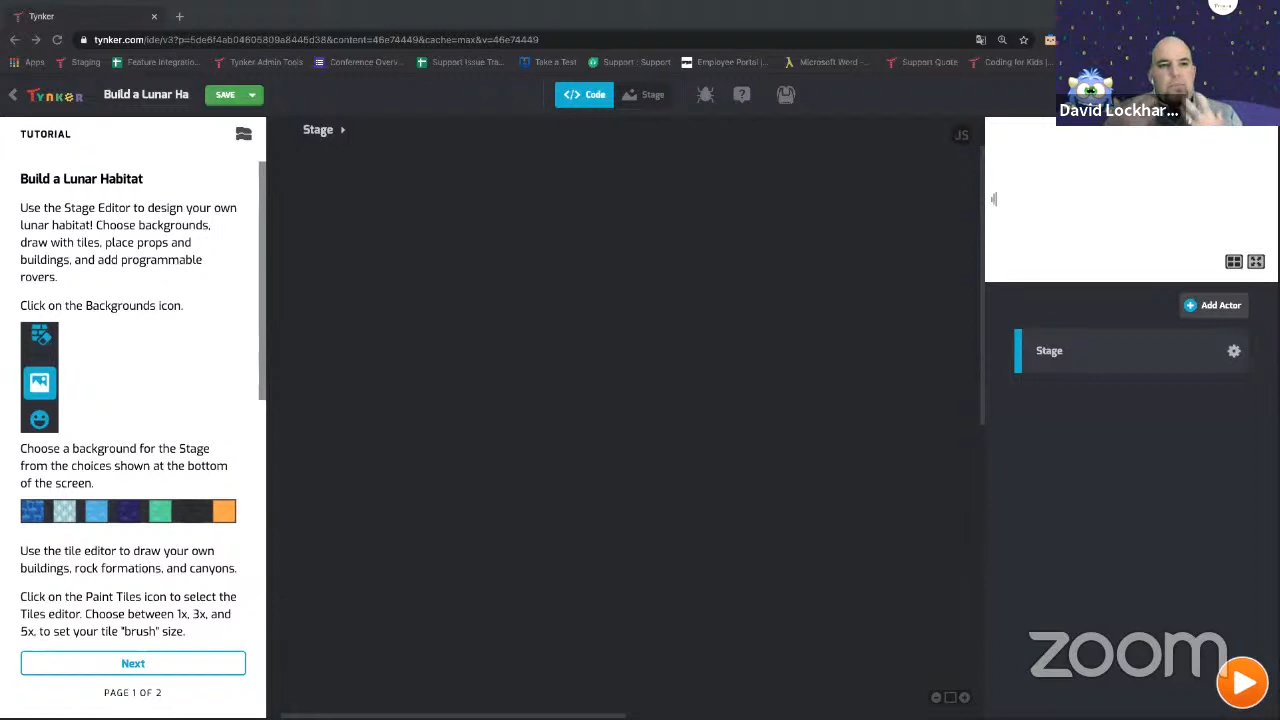 Tynker
tynker.com/ide/v3?p=5de6f4ab04605809a8445d38&content=46e74449&cache=max&v=46e74449
Apps
Staging
Feature Integratio...
Tynker Admin Tools
Conference Overv...
Support Issue Tra...
Take a Test
Support : Support
Employee Portal |...
Microsoft Word –...
Support Quote
Coding for Kids |...
David Lockhar...
TYNKER
Build a Lunar Ha
SAVE
</> Code
Stage
TUTORIAL
Stage
JS
Build a Lunar Habitat
Use the Stage Editor to design your own
lunar habitat! Choose backgrounds,
draw with tiles, place props and
buildings, and add programmable
rovers.
Click on the Backgrounds icon.
Choose a background for the Stage
from the choices shown at the bottom
of the screen.
Use the tile editor to draw your own
buildings, rock formations, and canyons.
Click on the Paint Tiles icon to select the
Tiles editor. Choose between 1x, 3x, and
5x, to set your tile "brush" size.
Next
PAGE 1 OF 2
Add Actor
Stage
zoom